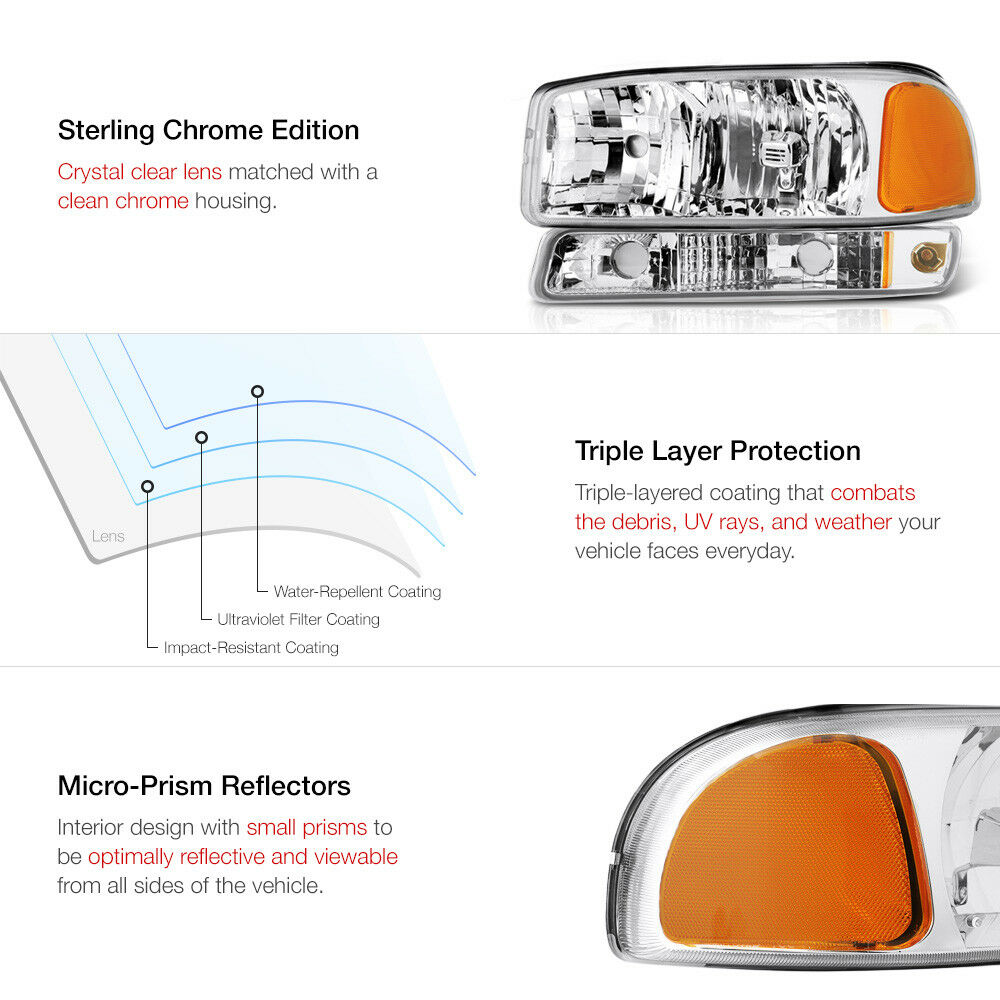 Sterling Chrome Edition
Crystal clear lens matched with a
clean chrome housing.
Lens
Water-Repellent Coating
Ultraviolet Filter Coating
Impact-Resistant Coating
Triple Layer Protection
Triple-layered coating that combats
the debris, UV rays, and weather your
vehicle faces everyday.
Micro-Prism Reflectors
Interior design with small prisms to
be optimally reflective and viewable
from all sides of the vehicle.